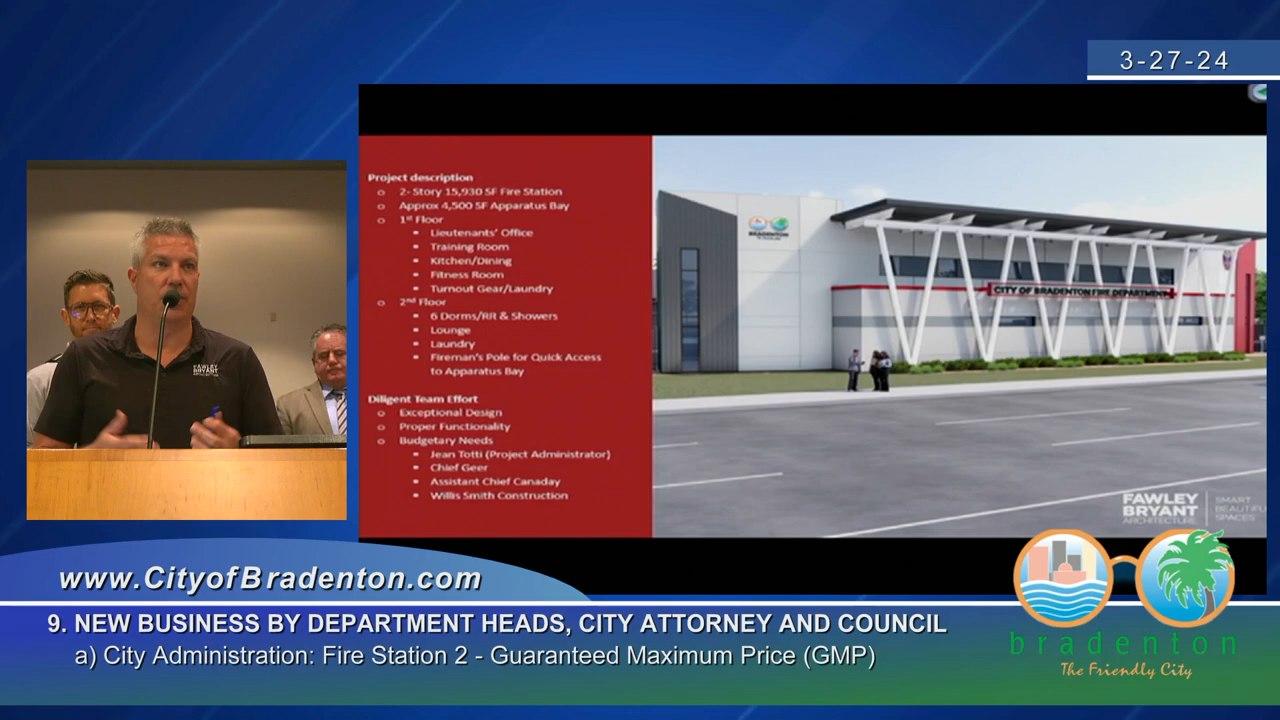 3-27-24
Project description
o 2- Story 15,930 SF Fire Station
o Approx 4,500 SF Apparatus Bay
o 1st Floor
▪ Lieutenants' Office
▪ Training Room
▪ Kitchen/Dining
▪ Fitness Room
▪ Turnout Gear/Laundry
o 2nd Floor
▪ 6 Dorms/RR & Showers
▪ Lounge
▪ Laundry
▪ Fireman's Pole for Quick Access
to Apparatus Bay
Diligent Team Effort
o Exceptional Design
o Proper Functionality
o Budgetary Needs
▪ Jean Totti (Project Administrator)
▪ Chief Geer
▪ Assistant Chief Canaday
▪ Willis Smith Construction
BRADENTON
CITY OF BRADENTON FIRE DEPARTMENT
FAWLEY
BRYANT
ARCHITECTURE
SMART
BEAUTIFU
SPACES
FAWLEY
BRYANT
www.CityofBradenton.com
9. NEW BUSINESS BY DEPARTMENT HEADS, CITY ATTORNEY AND COUNCIL
a) City Administration: Fire Station 2 - Guaranteed Maximum Price (GMP)
bradenton
The Friendly City